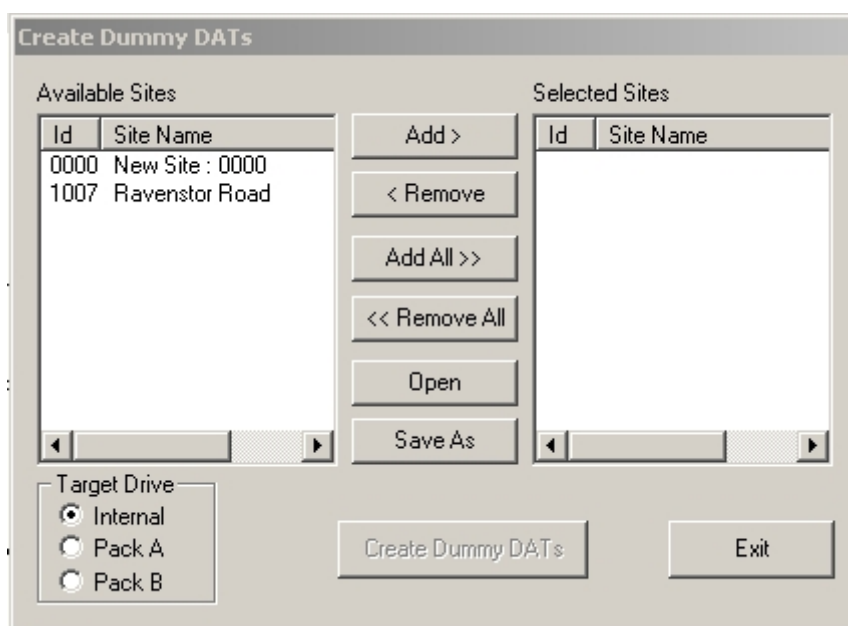 Create Dummy DATs
Available Sites
Selected Sites
Id Site Name
Add >
Id Site Name
0000 New Site : 0000
1007 Ravenstor Road
< Remove
Add All >>
<< Remove All
Open
Save As
Target Drive
Internal
Pack A
Pack B
Create Dummy DATs
Exit